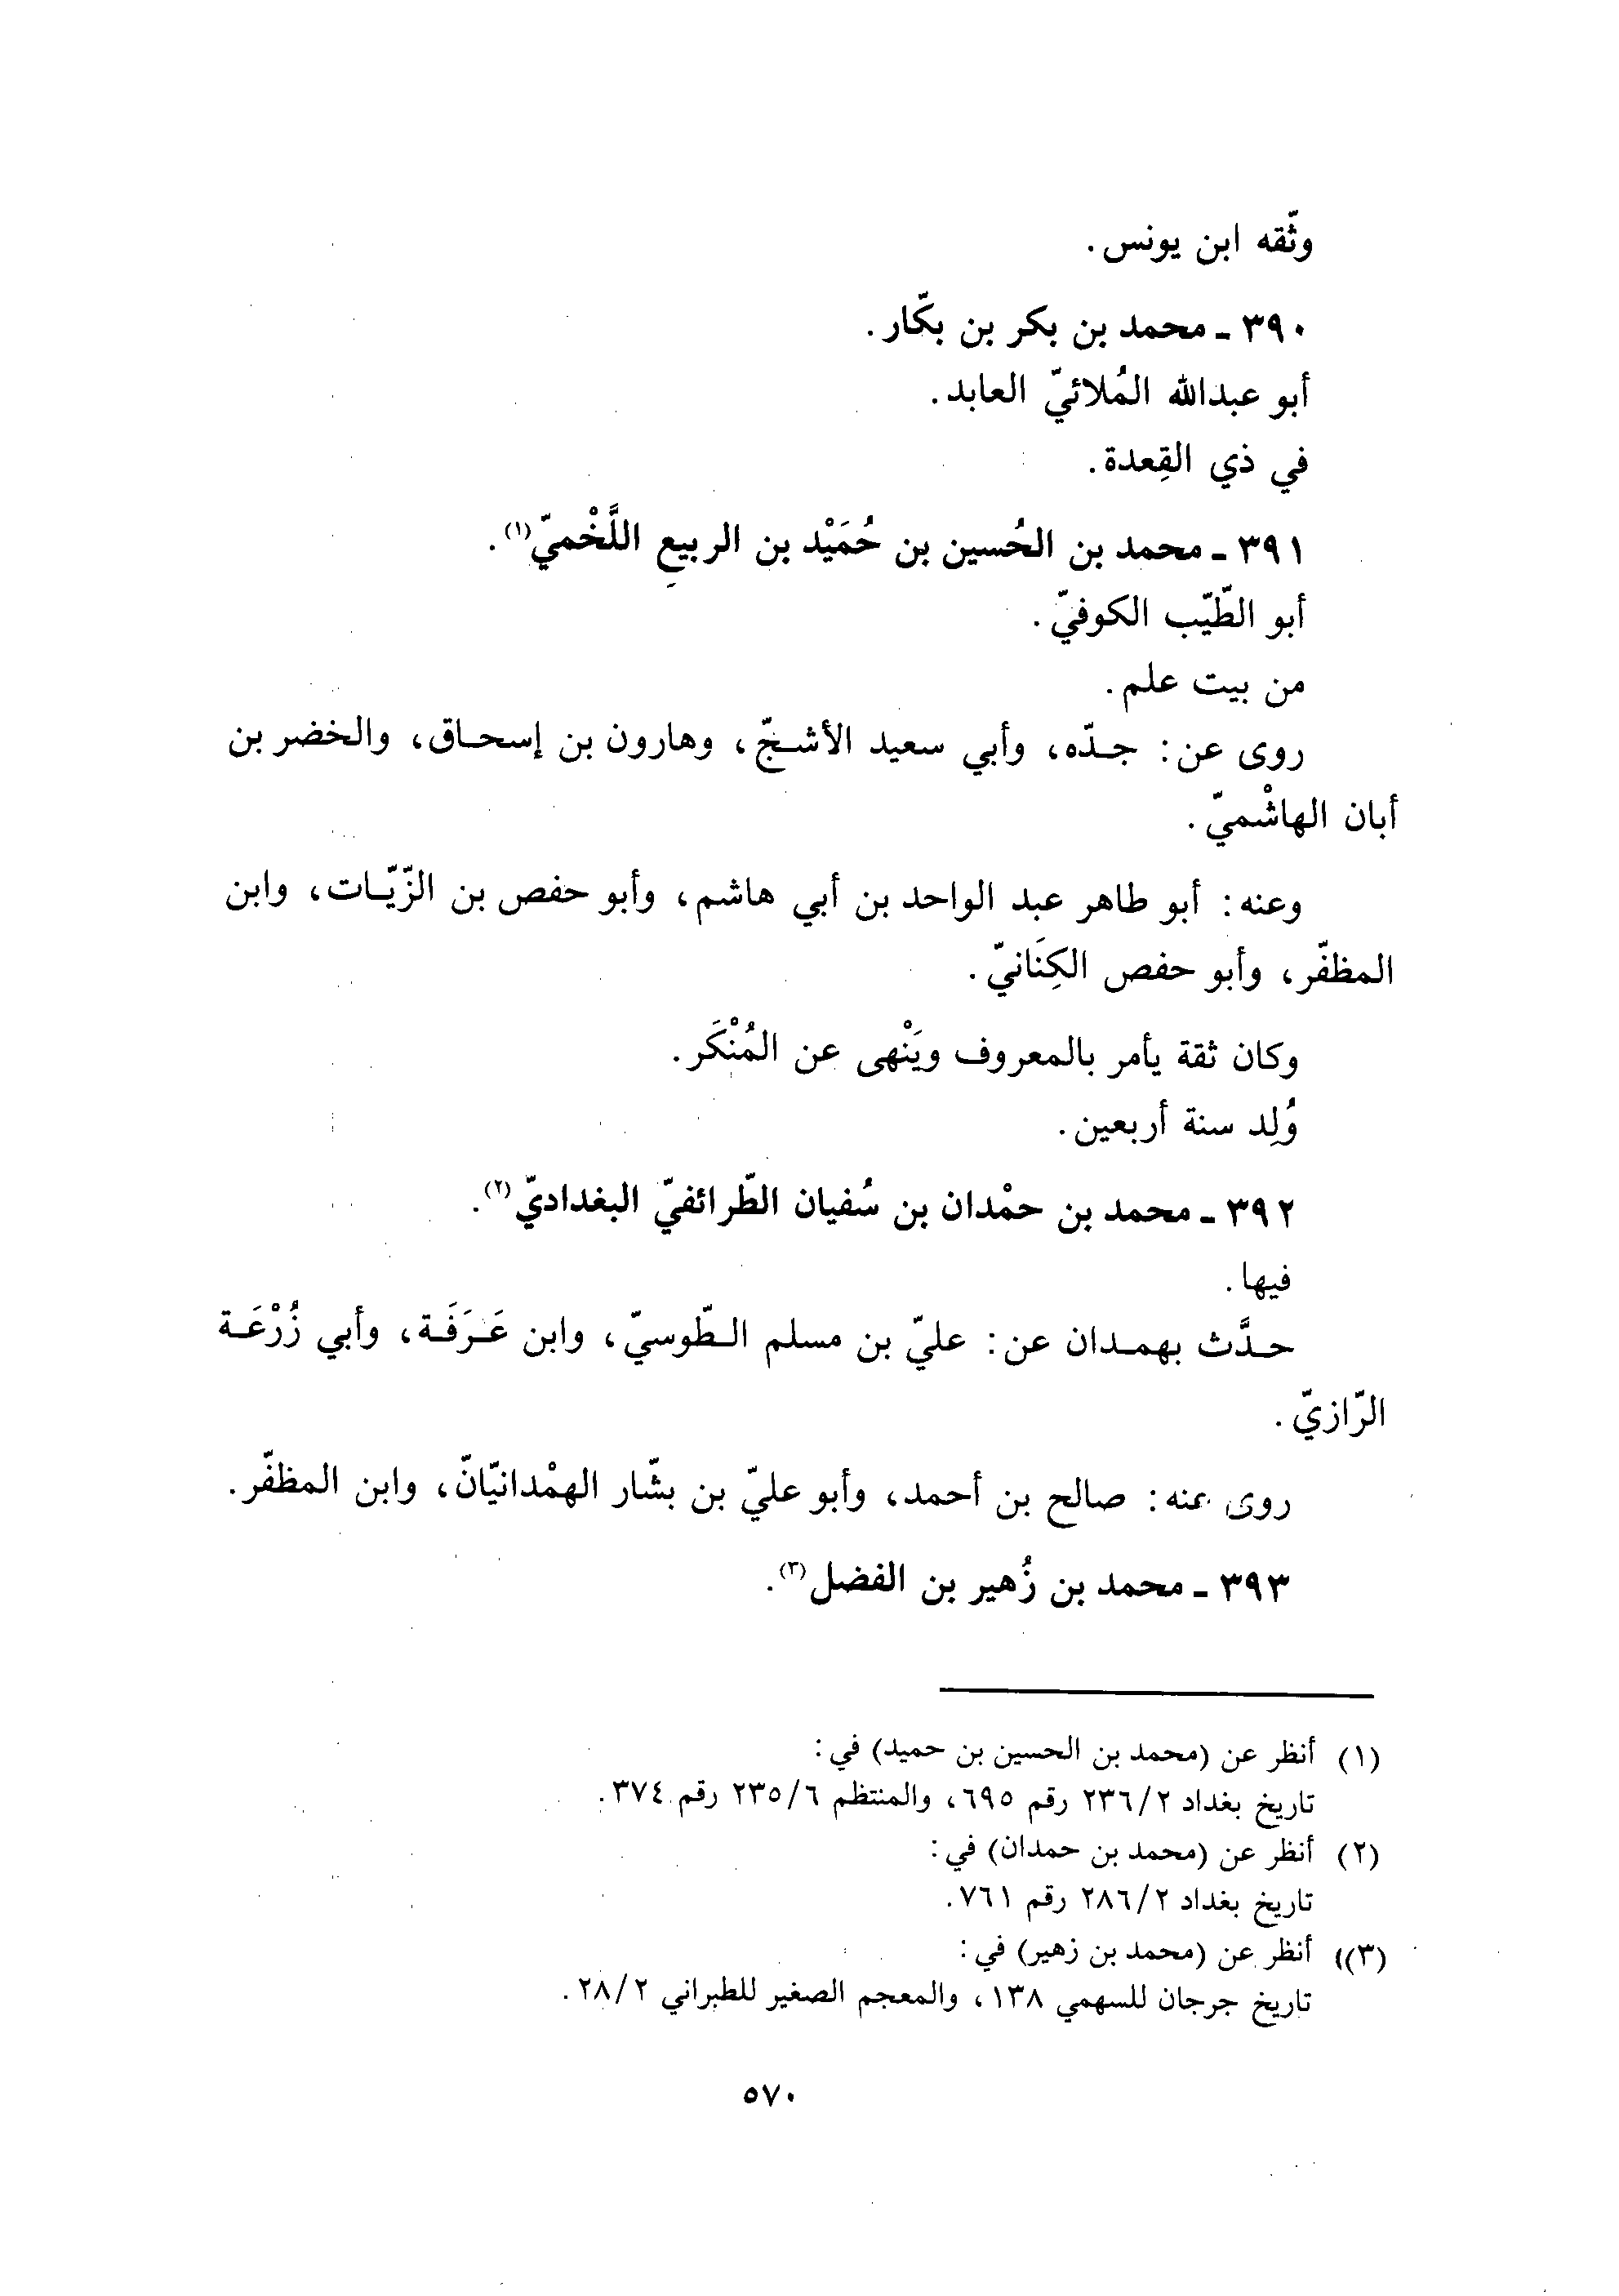 وثّقه ابن يونس.
٣٩٠ ـ محمد بن بكر بن بكّار.
أبو عبدالله المُلائيّ العابد.
في ذي القِعدة.
٣٩١ ـ محمد بن الحُسين بن حُمَيْد بن الربيع اللَّخْميّ(١).
أبو الطّيّب الكوفيّ.
من بيت علم.
روى عن: جدّه، وأبي سعيد الأشجّ، وهارون بن إسحاق، والخضر بن
أبان الهاشْميّ.
وعنه: أبو طاهر عبد الواحد بن أبي هاشم، وأبو حفص بن الزّيّات، وابن
المظفّر، وأبو حفص الكِنَانيّ.
وكان ثقة يأمر بالمعروف ويَنْهى عن المُنْكَر.
وُلِد سنة أربعين.
٣٩٢ ـ محمد بن حمْدان بن سُفيان الطّرائفيّ البغداديّ(٢).
فيها.
حدَّث بهمدان عن: عليّ بن مسلم الطّوسيّ، وابن عَرَفَة، وأبي زُرْعَة
الرّازيّ.
روى عنه: صالح بن أحمد، وأبو عليّ بن بشّار الهمْدانيّانّ، وابن المظفّر.
٣٩٣ ـ محمد بن زُهير بن الفضل(٣).
(١) أنظر عن (محمد بن الحسين بن حميد) في:
تاريخ بغداد ٢/٢٣٦ رقم ٦٩٥، والمنتظم ٦/٢٣٥ رقم ٣٧٤.
(٢) أنظر عن (محمد بن حمدان) في:
تاريخ بغداد ٢/٢٨٦ رقم ٧٦١.
(٣)) أنظر عن (محمد بن زهير) في:
تاريخ جرجان للسهمي ١٣٨، والمعجم الصغير للطبراني ٢/٢٨.
٥٧٠